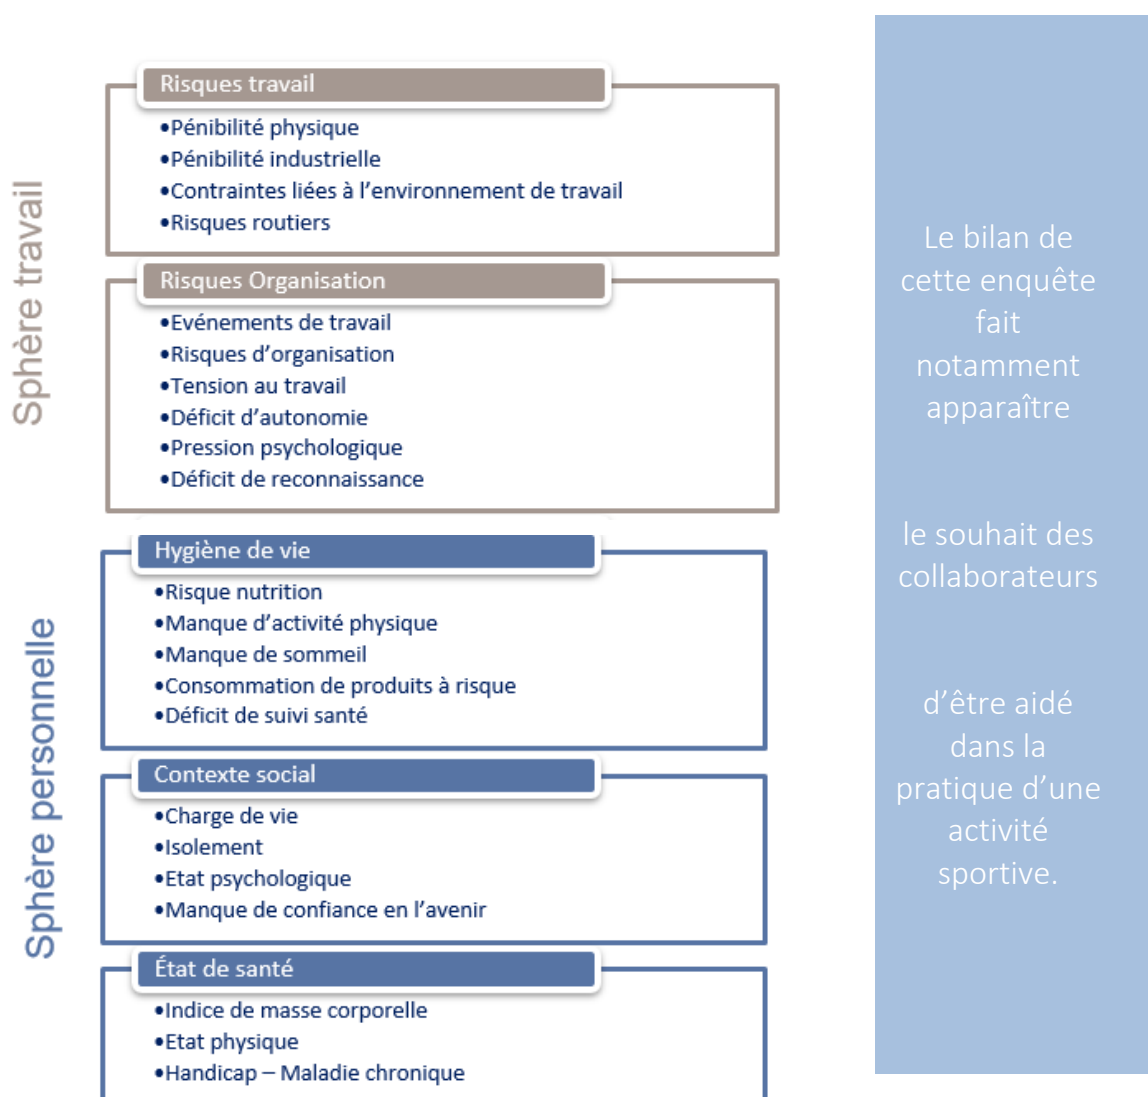 Sphère travail
Risques travail
•Pénibilité physique
•Pénibilité industrielle
•Contraintes liées à l'environnement de travail
•Risques routiers
Risques Organisation
•Evénements de travail
•Risques d'organisation
•Tension au travail
•Déficit d'autonomie
•Pression psychologique
•Déficit de reconnaissance
Sphère personnelle
Hygiène de vie
•Risque nutrition
•Manque d'activité physique
•Manque de sommeil
•Consommation de produits à risque
•Déficit de suivi santé
Contexte social
•Charge de vie
•Isolement
•Etat psychologique
•Manque de confiance en l'avenir
État de santé
•Indice de masse corporelle
•Etat physique
•Handicap – Maladie chronique
Le bilan de
cette enquête
fait
notamment
apparaître
le souhait des
collaborateurs
d'être aidé
dans la
pratique d'une
activité
sportive.